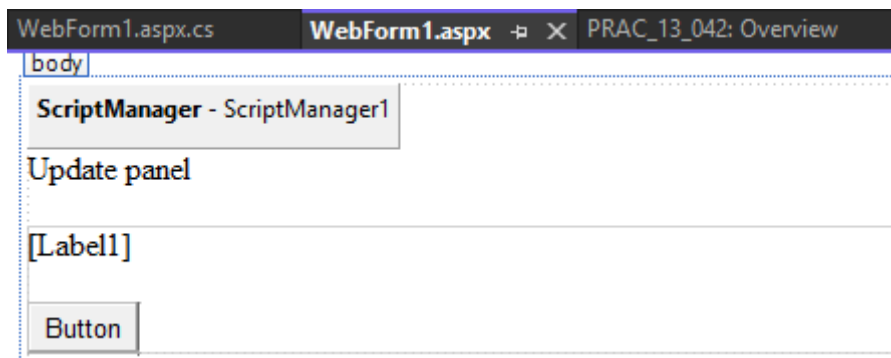 WebForm1.aspx.cs WebForm1.aspx PRAC_13_042: Overview
body
ScriptManager - ScriptManager1
Update panel
[Label1]
Button